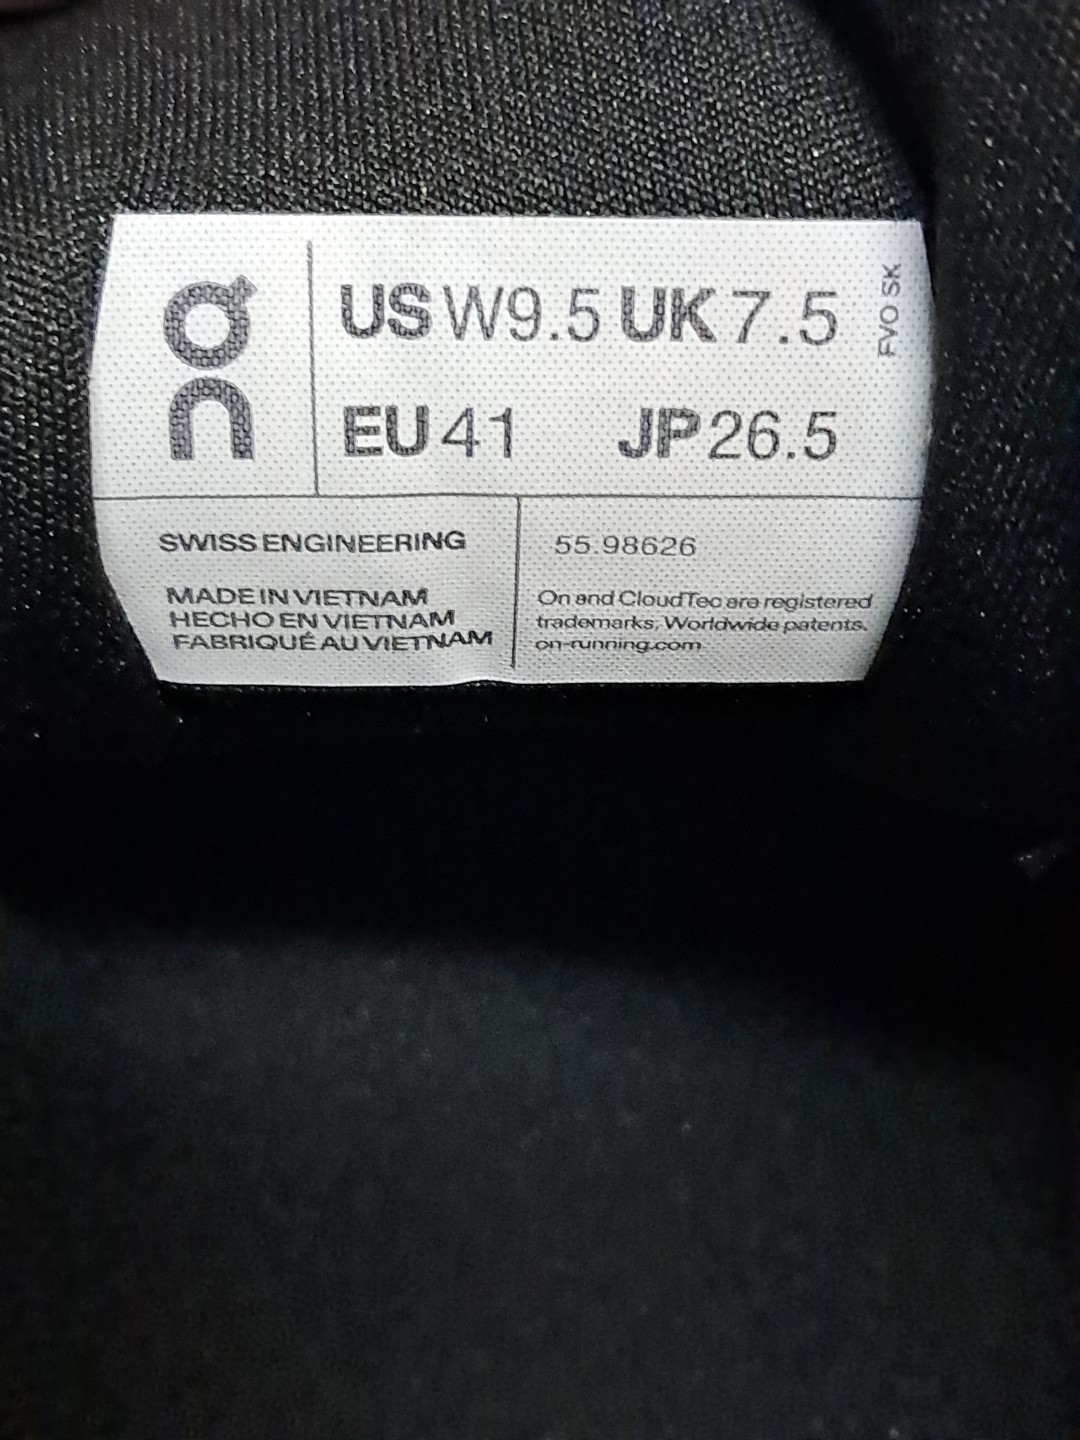 On
US W9.5 UK 7.5
EU 41 JP 26.5
FVO SK
SWISS ENGINEERING
MADE IN VIETNAM
HECHO EN VIETNAM
FABRIQUÉ AU VIETNAM
55.98626
On and CloudTec are registered
trademarks. Worldwide patents.
on-running.com